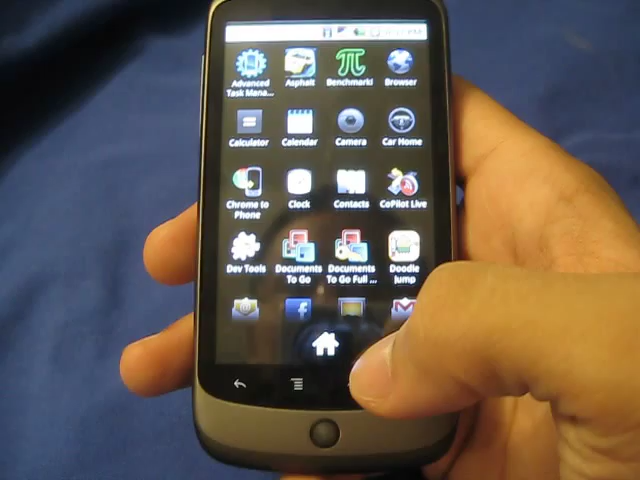 Advanced Task Mana...
Asphalt
Benchmarkl
Browser
Calculator
Calendar
Camera
Car Home
Chrome to Phone
Clock
Contacts
CoPilot Live
Dev Tools
Documents To Go
Documents To Go Full ...
Doodle Jump